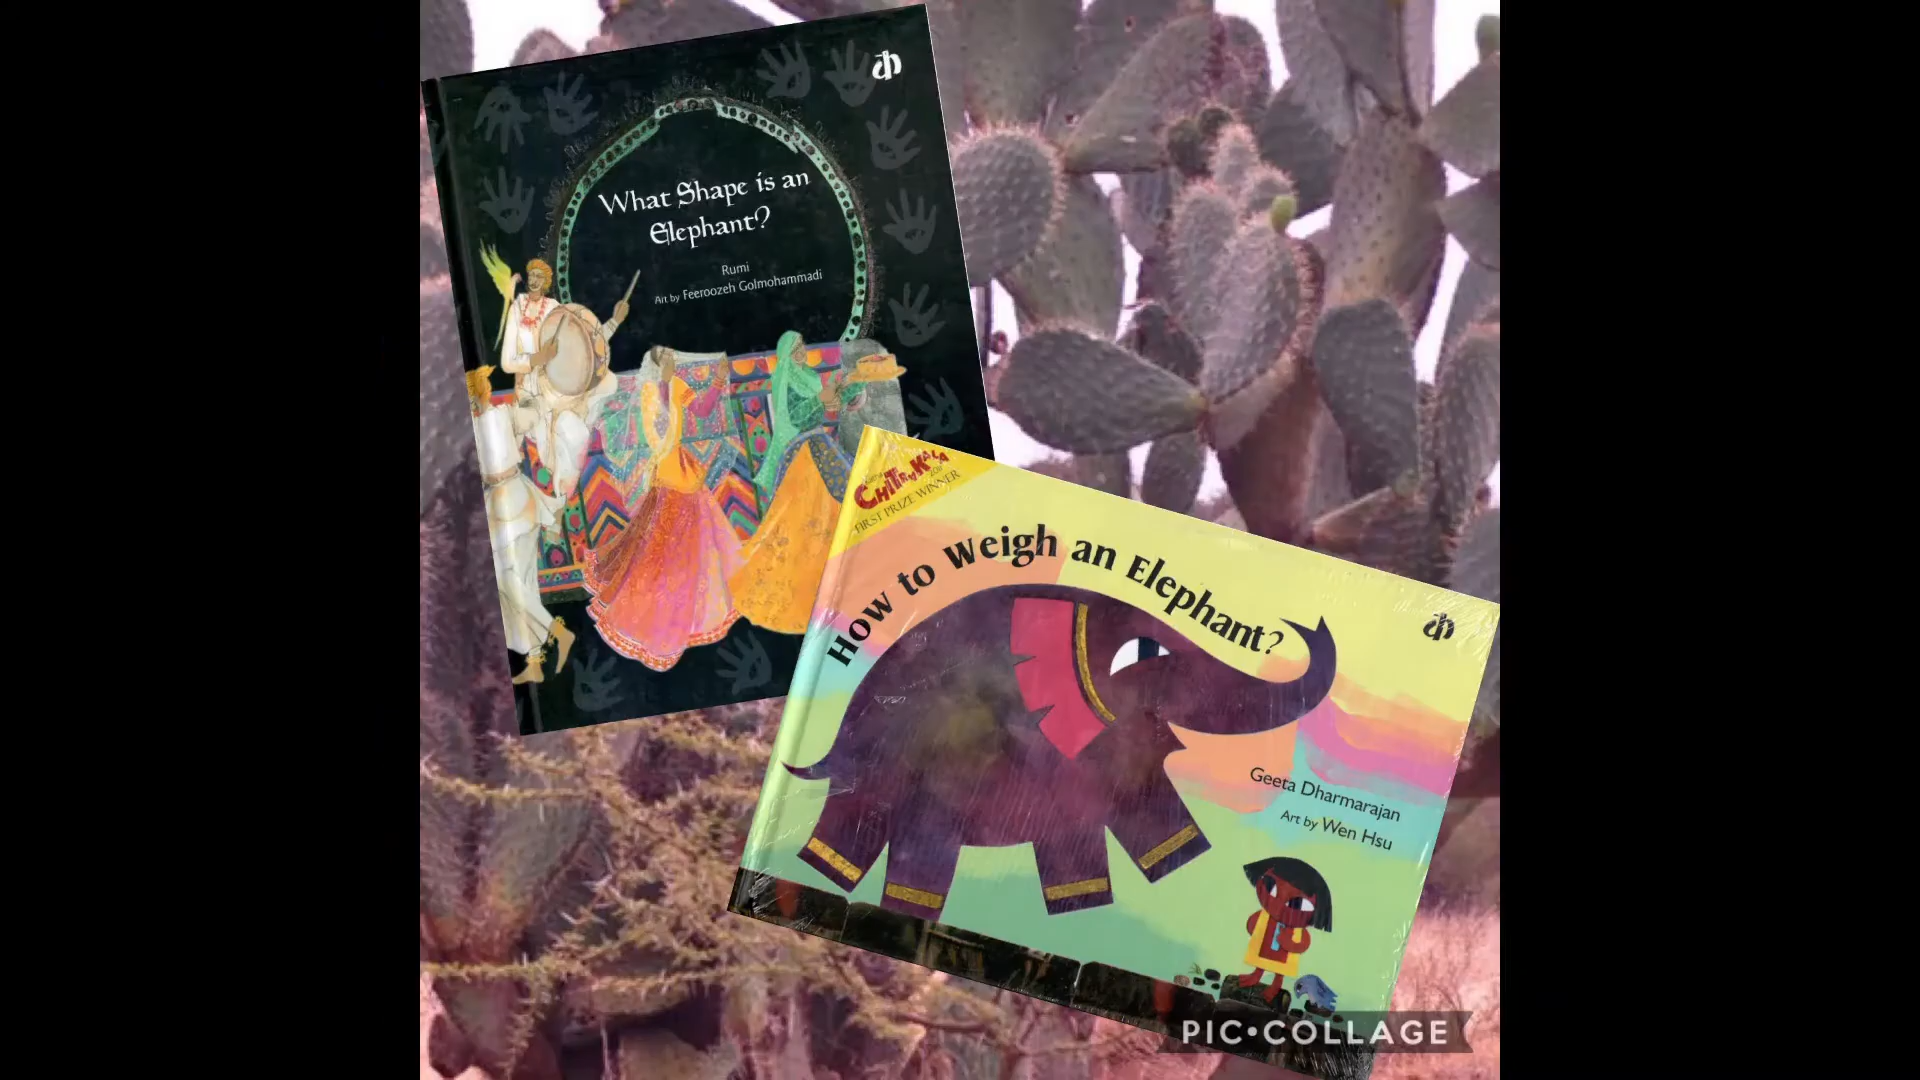 क
What Shape is an
Elephant?
Rumi
Art by Feeroozeh Golmohammadi
CHITRAKALA
FIRST PRIZE WINNER
How to Weigh an Elephant?
क
Geeta Dharmarajan
Art by Wen Hsu
PIC•COLLAGE